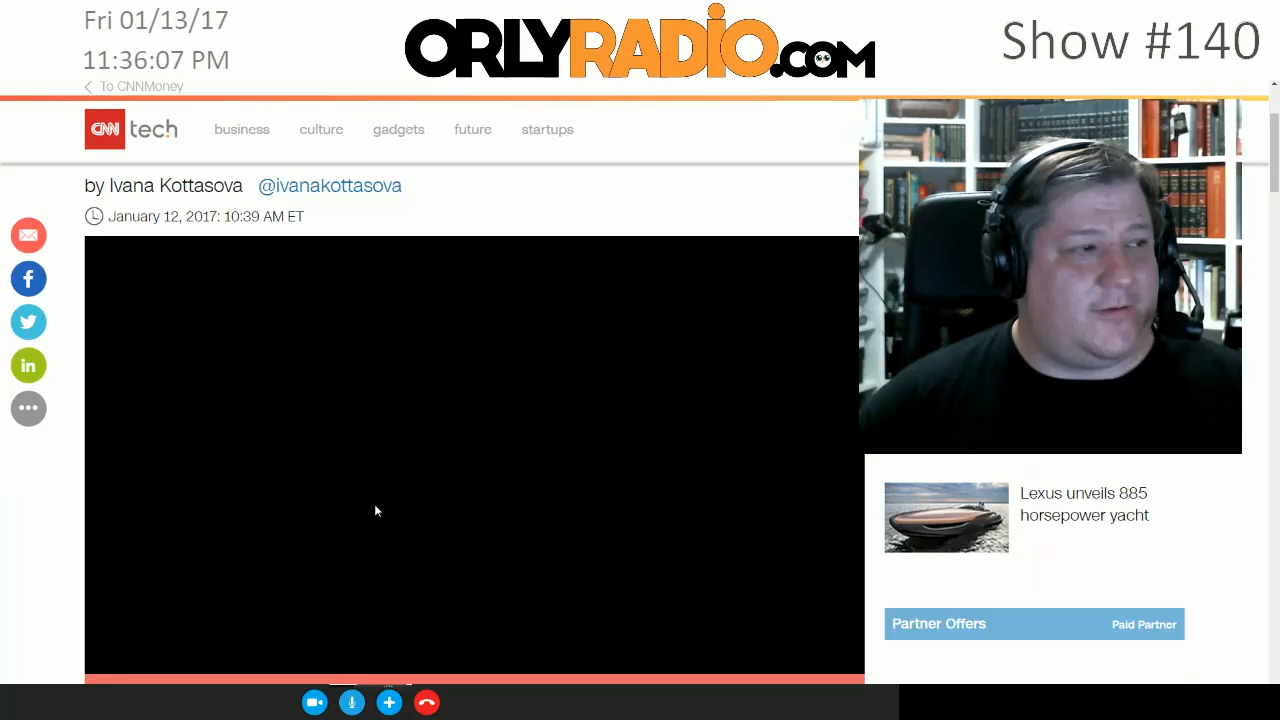 Fri 01/13/17
11:36:07 PM
ORLYRADIO.COM
Show #140
To CNNMoney
CNN tech business culture gadgets future startups
by Ivana Kottasova @ivanakottasova
January 12, 2017: 10:39 AM ET
f
in
Lexus unveils 885
horsepower yacht
Partner Offers Paid Partner